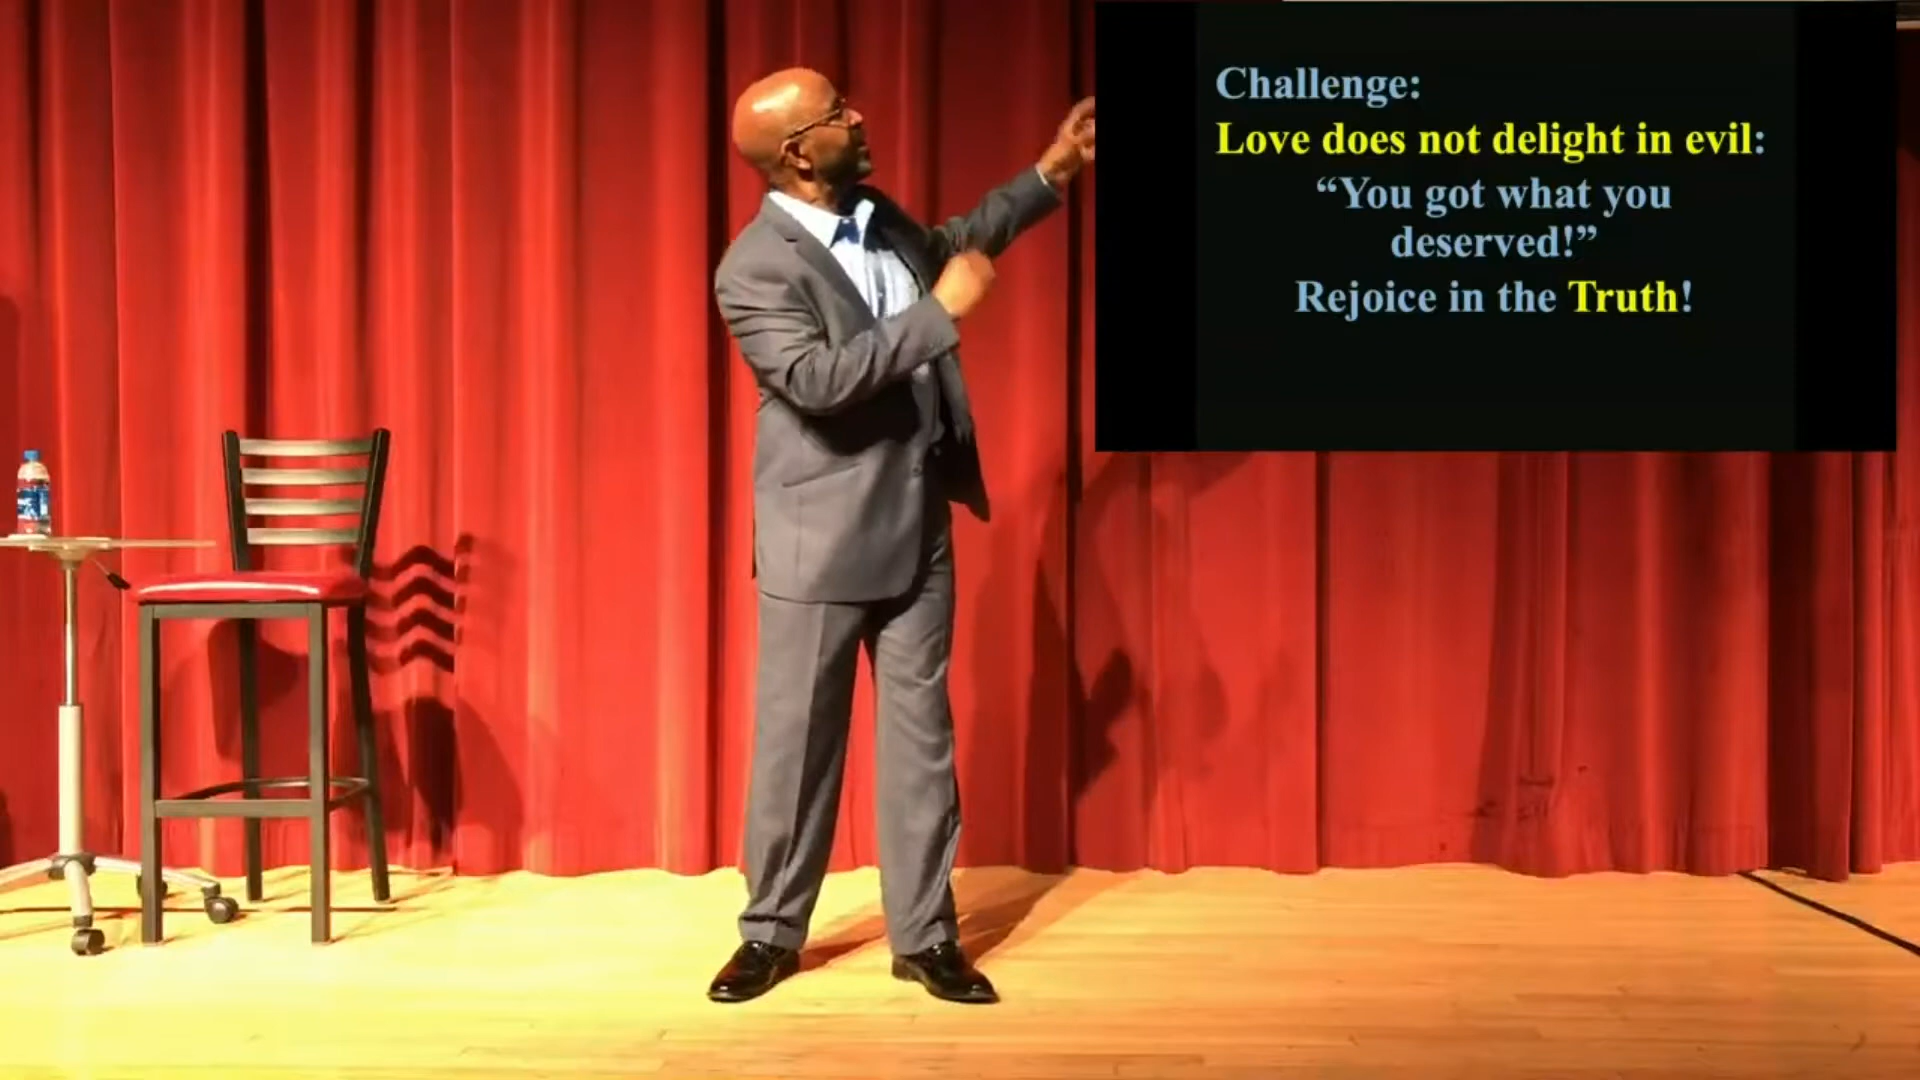 Challenge:
Love does not delight in evil:
“You got what you
deserved!”
Rejoice in the Truth!